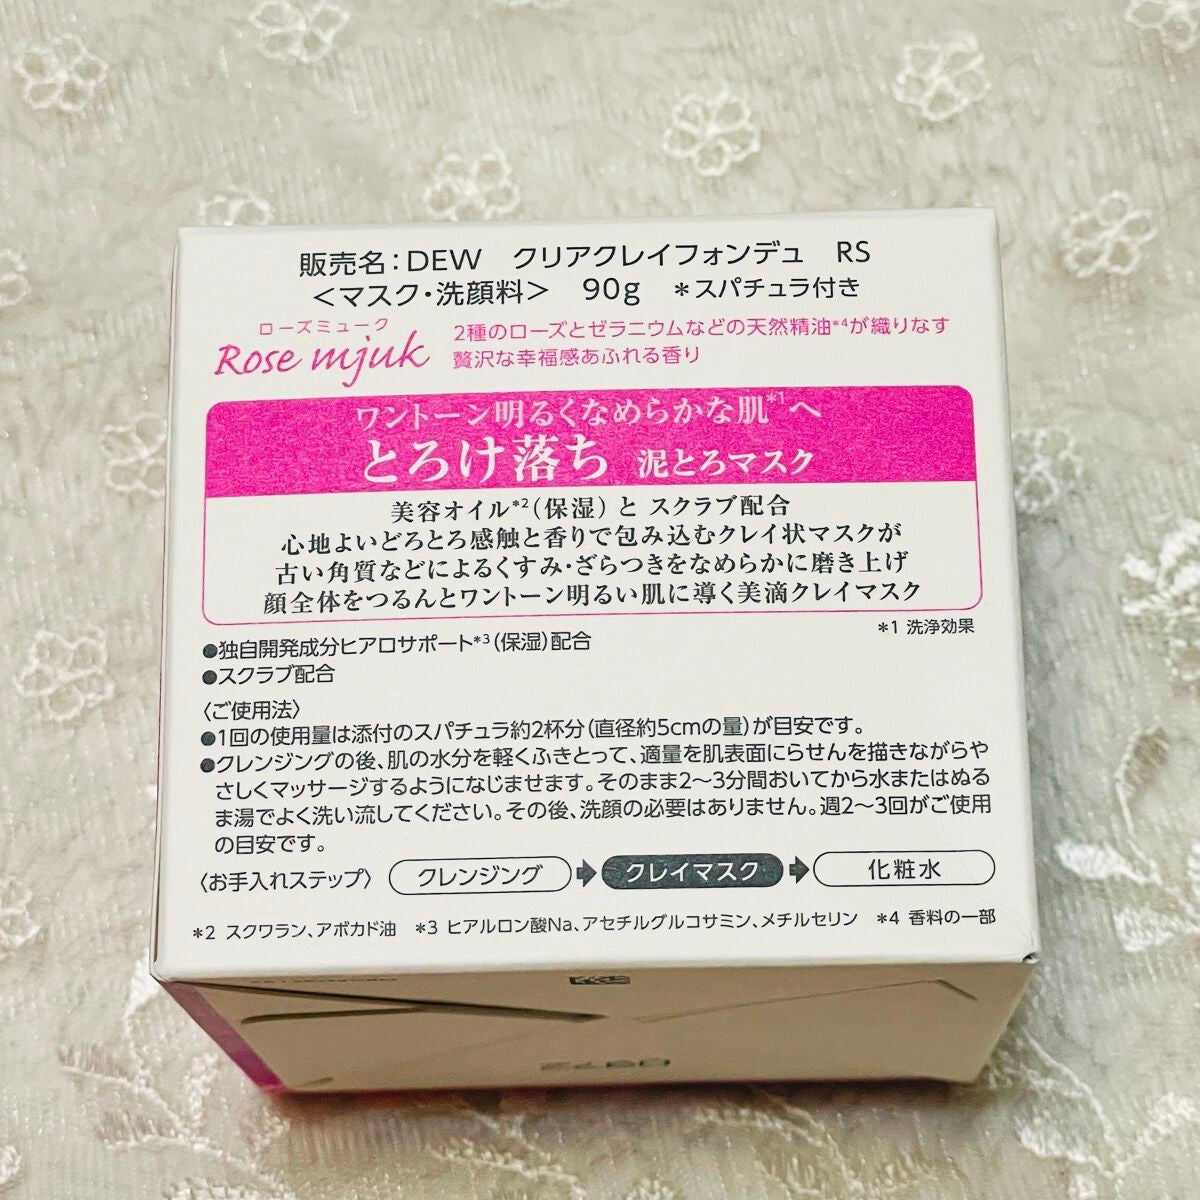 販売名：DEW　クリアクレイフォンデュ　RS
＜マスク・洗顔料＞　90g　＊スパチュラ付き
ローズミューク
Rose mjuk
2種のローズとゼラニウムなどの天然精油*4が織りなす
贅沢な幸福感あふれる香り
ワントーン明るくなめらかな肌*1へ
とろけ落ち 泥とろマスク
美容オイル*2（保湿）と スクラブ配合
心地よいどろとろ感触と香りで包み込むクレイ状マスクが
古い角質などによるくすみ・ざらつきをなめらかに磨き上げ
顔全体をつるんとワントーン明るい肌に導く美滴クレイマスク
*1 洗浄効果
●独自開発成分ヒアロサポート*3（保湿）配合
●スクラブ配合
〈ご使用法〉
●1回の使用量は添付のスパチュラ約2杯分（直径約5cmの量）が目安です。
●クレンジングの後、肌の水分を軽くふきとって、適量を肌表面にらせんを描きながらや
さしくマッサージするようになじませます。そのまま2～3分間おいてから水またはぬる
ま湯でよく洗い流してください。その後、洗顔の必要はありません。週2～3回がご使用
の目安です。
〈お手入れステップ〉 クレンジング ➡ クレイマスク ➡ 化粧水
*2 スクワラン、アボカド油　*3 ヒアルロン酸Na、アセチルグルコサミン、メチルセリン　*4 香料の一部